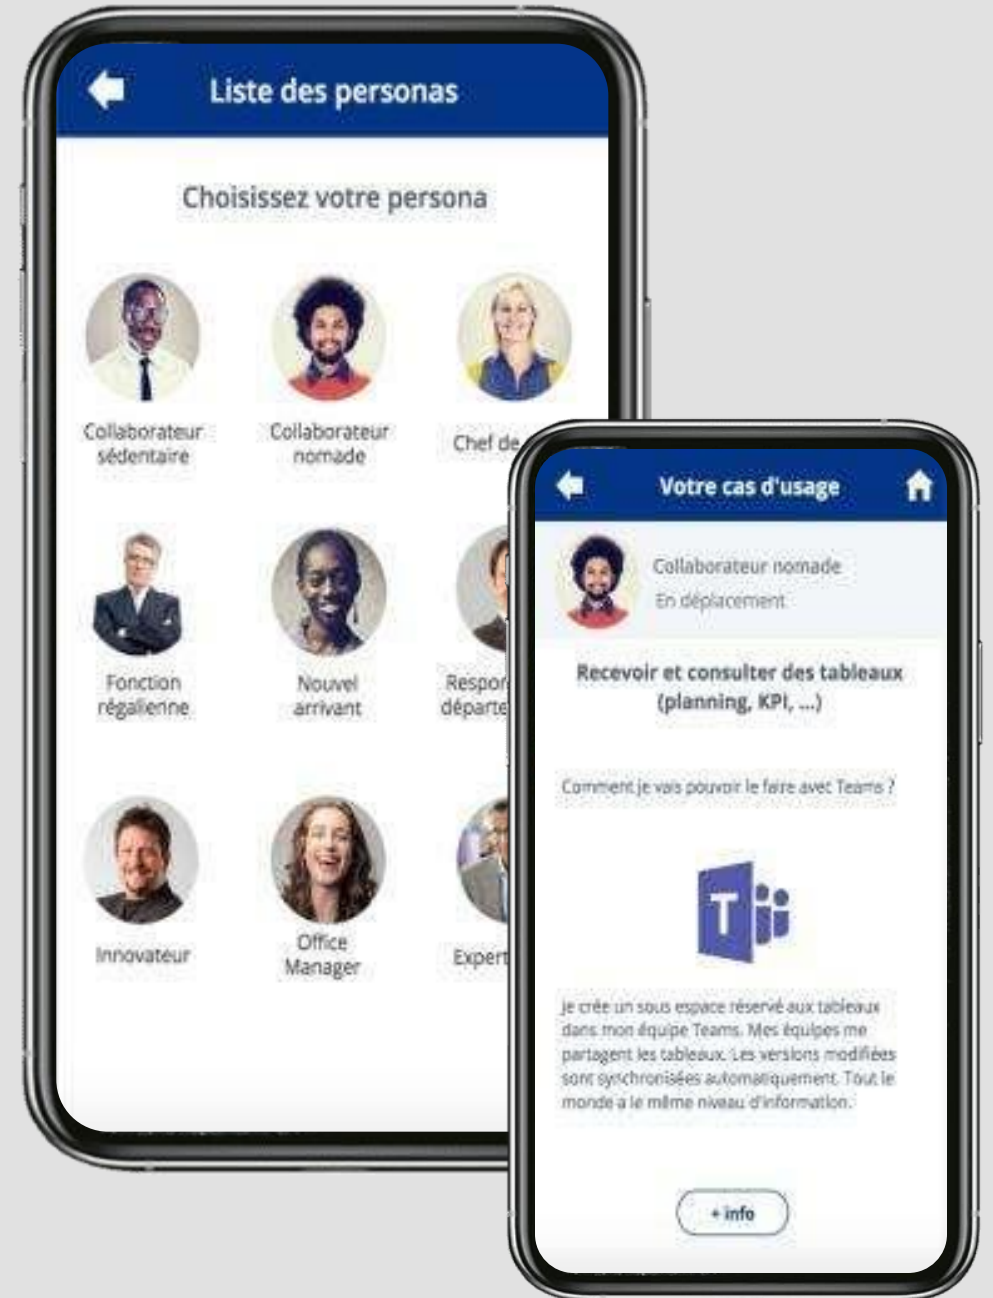 Liste des personas
Choisissez votre persona
Collaborateur
sédentaire
Collaborateur
nomade
Chef de
Fonction
régalienne
Nouvel
arrivant
Respon
départe
Innovateur
Office
Manager
Expert
Votre cas d'usage
Collaborateur nomade
En déplacement
Recevoir et consulter des tableaux
(planning, KPI, ...)
Comment je vais pouvoir le faire avec Teams ?
T
Je crée un sous espace réservé aux tableaux
dans mon équipe Teams. Mes équipes me
partagent les tableaux. Les versions modifiées
sont synchronisées automatiquement. Tout le
monde a le même niveau d'information.
+ info